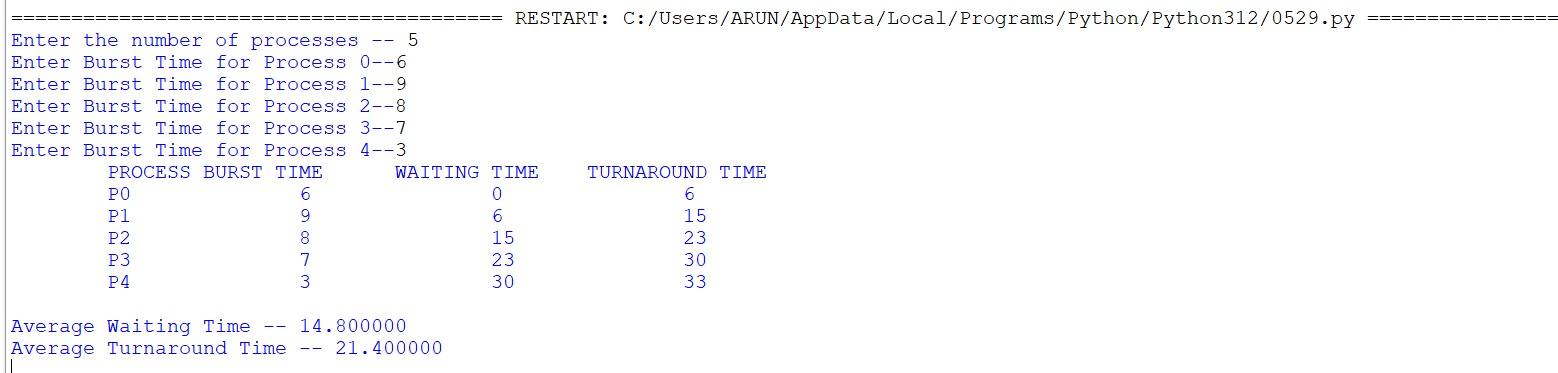 ========================================= RESTART: C:/Users/ARUN/AppData/Local/Programs/Python/Python312/0529.py ================
Enter the number of processes -- 5
Enter Burst Time for Process 0--6
Enter Burst Time for Process 1--9
Enter Burst Time for Process 2--8
Enter Burst Time for Process 3--7
Enter Burst Time for Process 4--3
        PROCESS BURST TIME      WAITING TIME    TURNAROUND TIME
        P0              6               0               6
        P1              9               6               15
        P2              8               15              23
        P3              7               23              30
        P4              3               30              33
Average Waiting Time -- 14.800000
Average Turnaround Time -- 21.400000